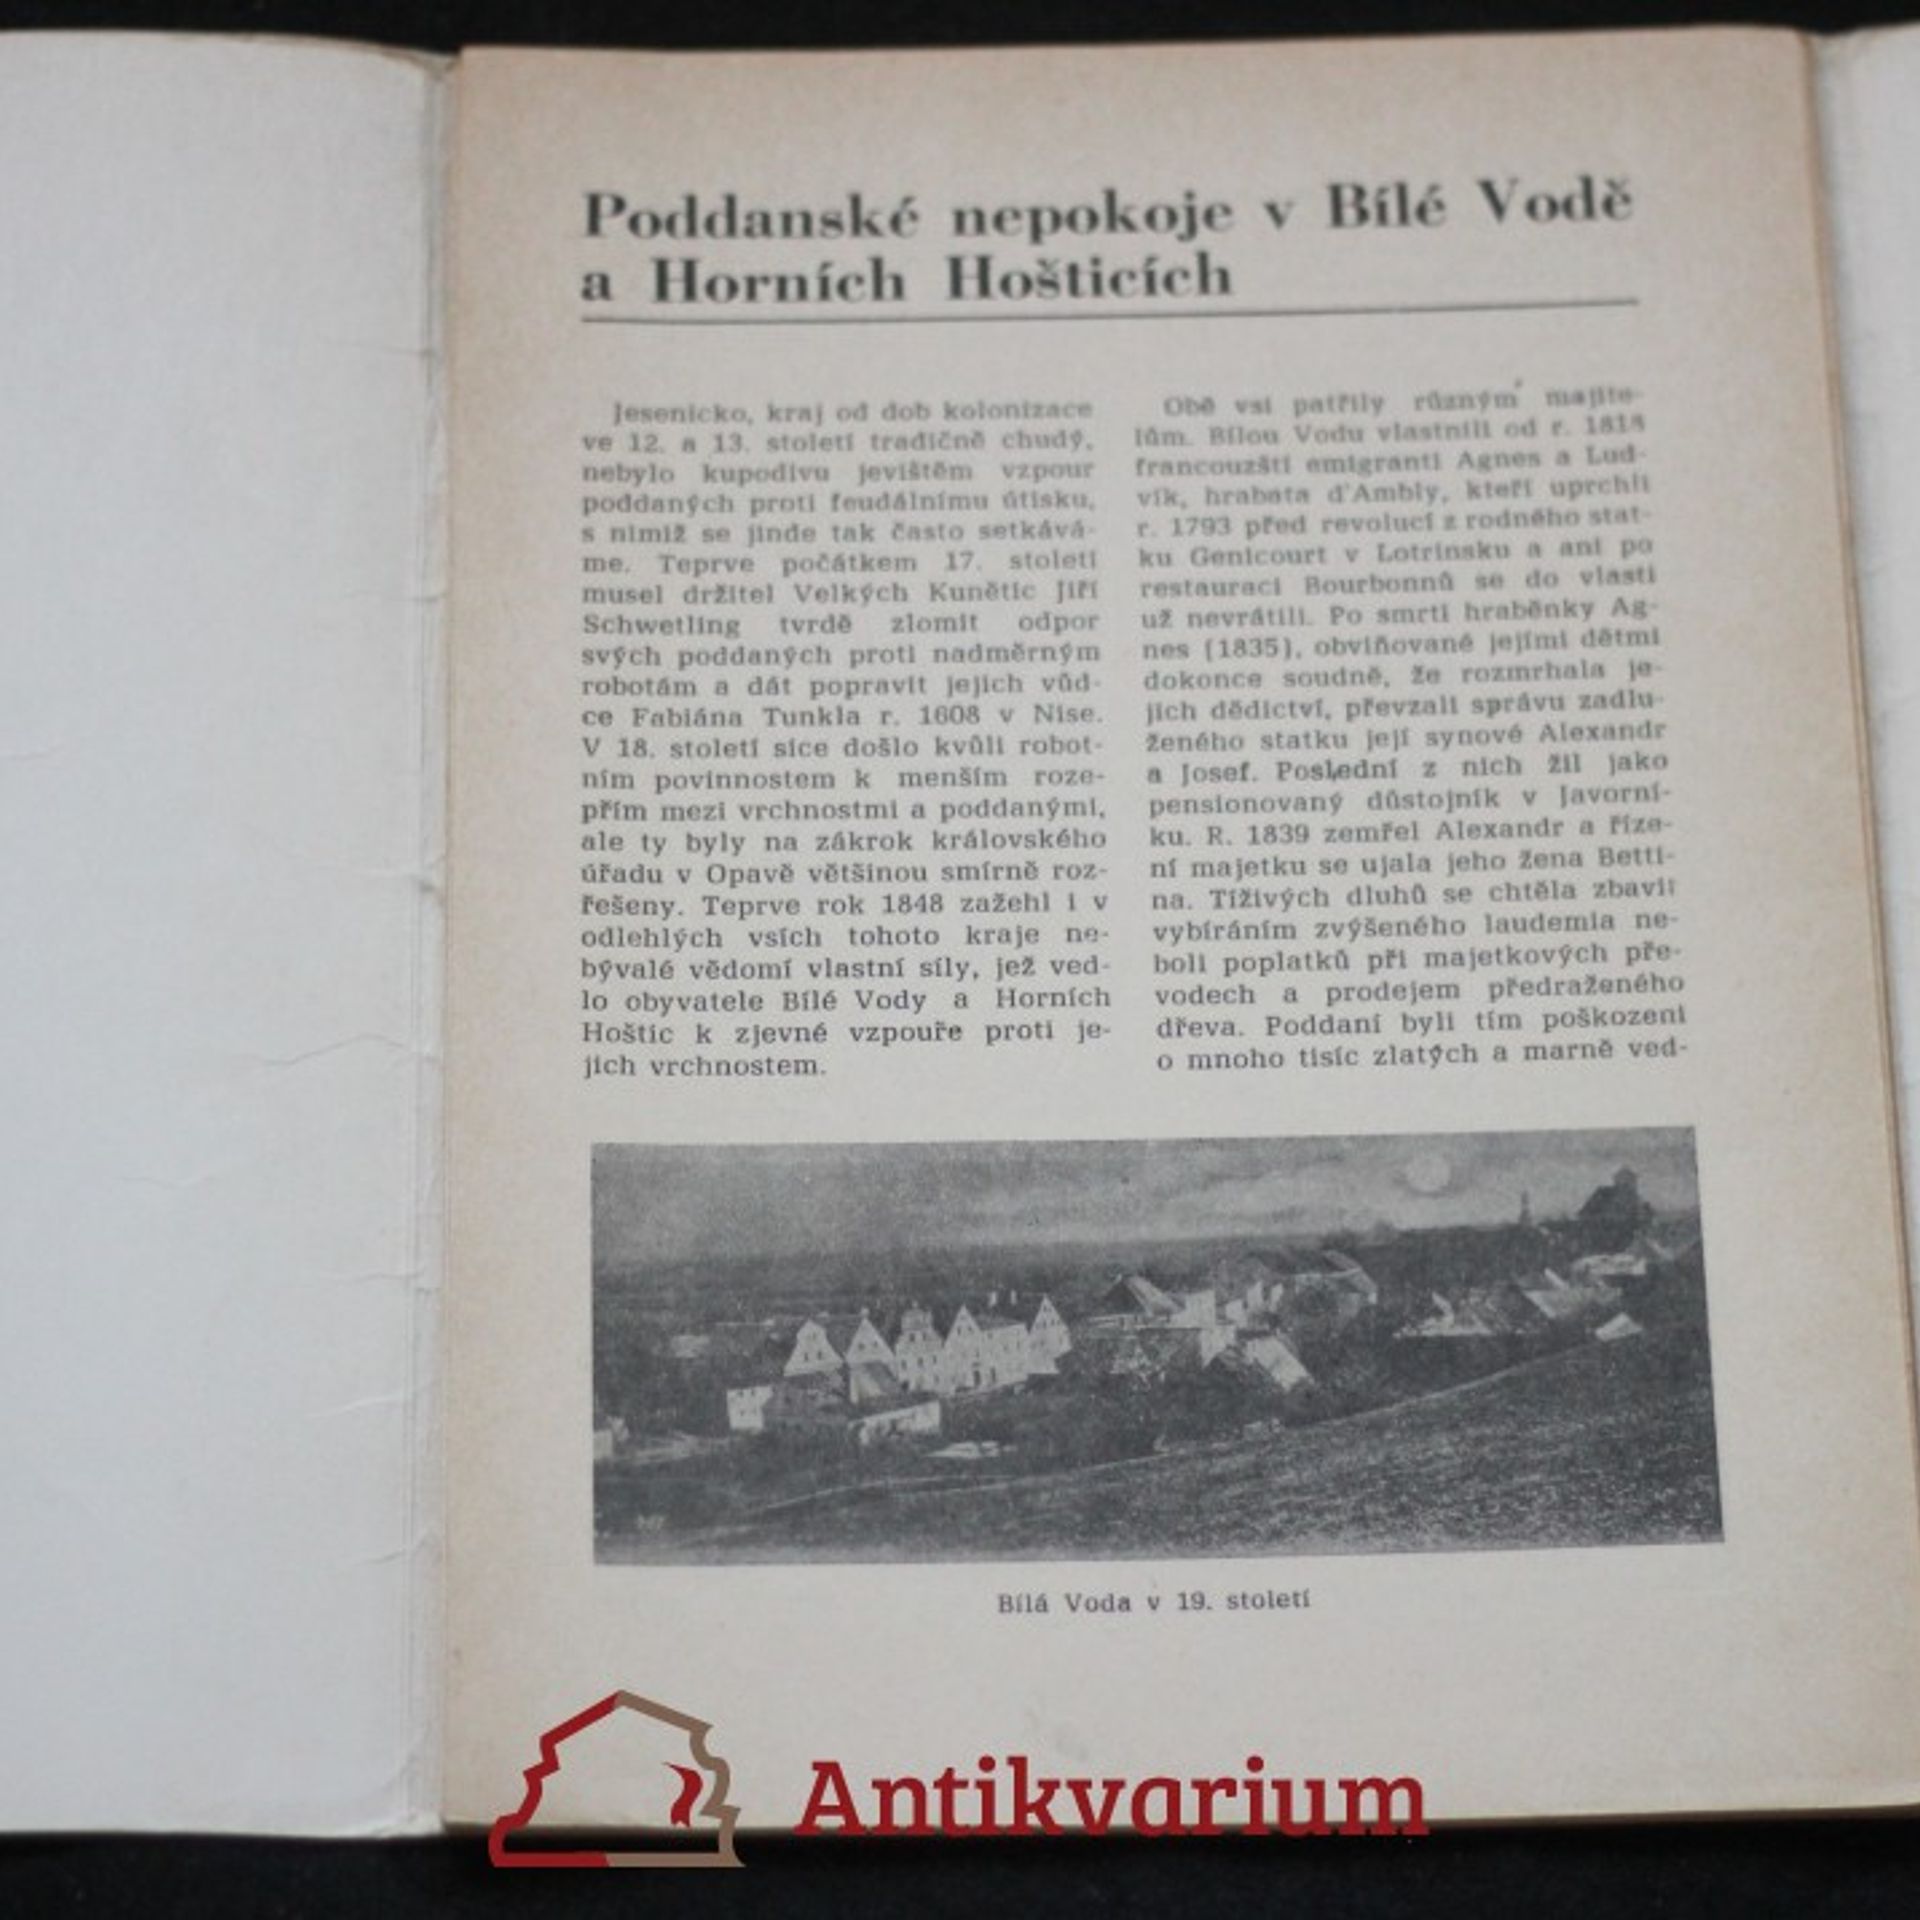 Poddanské nepokoje v Bílé Vodě
a Horních Hošticích
Jesenicko, kraj od dob kolonizace
ve 12. a 13. století tradičně chudý,
nebylo kupodivu jevištěm vzpour
poddaných proti feudálnímu útisku,
s nimiž se jinde tak často setkává-
me. Teprve počátkem 17. století
musel držitel Velkých Kunětic Jiří
Schwetling tvrdě zlomit odpor
svých poddaných proti nadměrným
robotám a dát popravit jejich vůd-
ce Fabiána Tunkla r. 1608 v Nise.
V 18. století sice došlo kvůli robot-
ním povinnostem k menším roze-
přím mezi vrchnostmi a poddanými,
ale ty byly na zákrok královského
úřadu v Opavě většinou smírně roz-
řešeny. Teprve rok 1848 zažehl i v
odlehlých vsích tohoto kraje ne-
bývalé vědomí vlastní síly, jež ved-
lo obyvatele Bílé Vody a Horních
Hoštic k zjevné vzpouře proti je-
jich vrchnostem.
Obě vsi patřily různým majite-
lům. Bílou Vodu vlastnili od r. 1818
francouzští emigranti Agnes a Lud-
vík, hrabata d'Ambly, kteří uprchli
r. 1793 před revolucí z rodného stat-
ku Genicourt v Lotrinsku a ani po
restauraci Bourbonnů se do vlasti
už nevrátili. Po smrti hraběnky Ag-
nes (1835), obviňované jejími dětmi
dokonce soudně, že rozmrhala je-
jich dědictví, převzali správu zadlu-
ženého statku její synové Alexandr
a Josef. Poslední z nich žil jako
pensionovaný důstojník v Javorní-
ku. R. 1839 zemřel Alexandr a říze-
ní majetku se ujala jeho žena Betti-
na. Tíživých dluhů se chtěla zbavit
vybíráním zvýšeného laudemia ne-
boli poplatků při majetkových pře-
vodech a prodejem předraženého
dřeva. Poddaní byli tím poškozeni
o mnoho tisíc zlatých a marně ved-
Bílá Voda v 19. století
Antikvarium